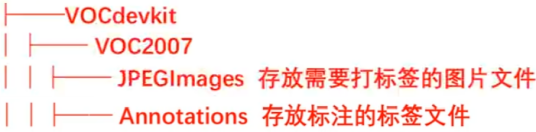 ├───VOCdevkit
│ ├─── VOC2007
│ │ ├─── JPEGImages 存放需要打标签的图片文件
│ │ ├─── Annotations 存放标注的标签文件